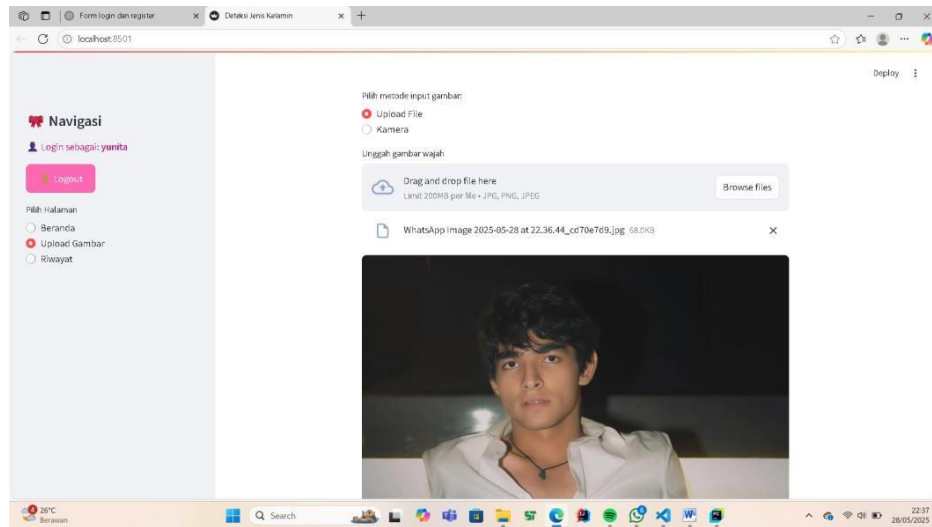 Form login dan register
Deteksi Jenis Kelamin
localhost:8501
Deploy
Navigasi
Login sebagai: yunita
Logout
Pilih Halaman
Beranda
Upload Gambar
Riwayat
Pilih metode input gambar:
Upload File
Kamera
Unggah gambar wajah
Drag and drop file here
Limit 200MB per file • JPG, PNG, JPEG
Browse files
WhatsApp Image 2025-05-28 at 22.36.44_cd70e7d9.jpg 68.0KB
26°C
Berawan
Search
22:37
28/05/2025